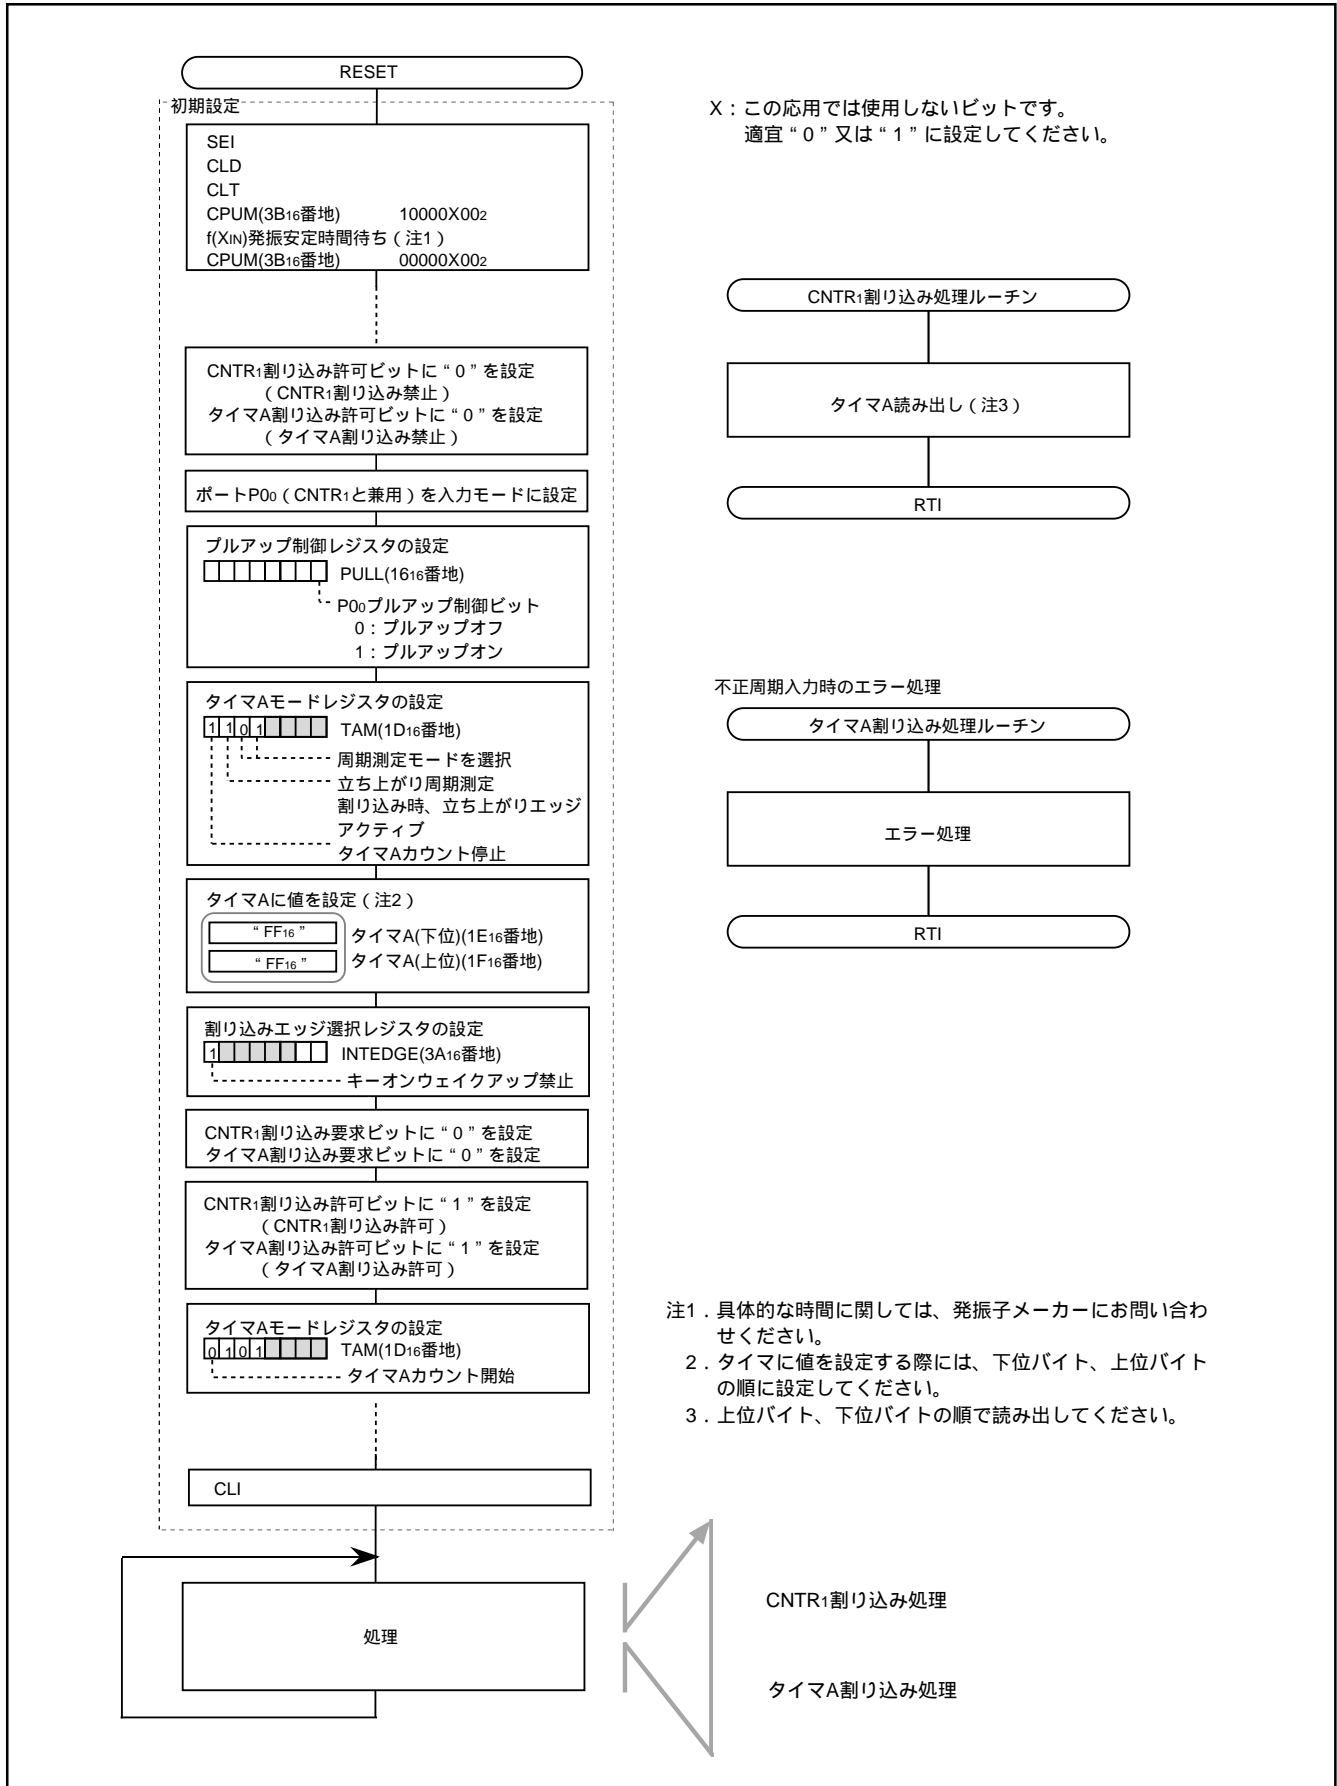 RESET
初期設定
SEI
CLD
CLT
CPUM(3B16番地) 10000X002
f(XIN)発振安定時間待ち（注1）
CPUM(3B16番地) 00000X002
CNTR1割り込み許可ビットに“0”を設定
（CNTR1割り込み禁止）
タイマA割り込み許可ビットに“0”を設定
（タイマA割り込み禁止）
ポートP00（CNTR1と兼用）を入力モードに設定
プルアップ制御レジスタの設定
PULL(1616番地)
P00プルアップ制御ビット
0：プルアップオフ
1：プルアップオン
タイマAモードレジスタの設定
1 1 0 1 TAM(1D16番地)
周期測定モードを選択
立ち上がり周期測定
割り込み時、立ち上がりエッジ
アクティブ
タイマAカウント停止
タイマAに値を設定（注2）
“FF16” タイマA(下位)(1E16番地)
“FF16” タイマA(上位)(1F16番地)
割り込みエッジ選択レジスタの設定
1 INTEDGE(3A16番地)
キーオンウェイクアップ禁止
CNTR1割り込み要求ビットに“0”を設定
タイマA割り込み要求ビットに“0”を設定
CNTR1割り込み許可ビットに“1”を設定
（CNTR1割り込み許可）
タイマA割り込み許可ビットに“1”を設定
（タイマA割り込み許可）
タイマAモードレジスタの設定
0 1 0 1 TAM(1D16番地)
タイマAカウント開始
CLI
処理
X：この応用では使用しないビットです。
適宜“0”又は“1”に設定してください。
CNTR1割り込み処理ルーチン
タイマA読み出し（注3）
RTI
不正周期入力時のエラー処理
タイマA割り込み処理ルーチン
エラー処理
RTI
注1．具体的な時間に関しては、発振子メーカーにお問い合わ
せください。
2．タイマに値を設定する際には、下位バイト、上位バイト
の順に設定してください。
3．上位バイト、下位バイトの順で読み出してください。
CNTR1割り込み処理
タイマA割り込み処理